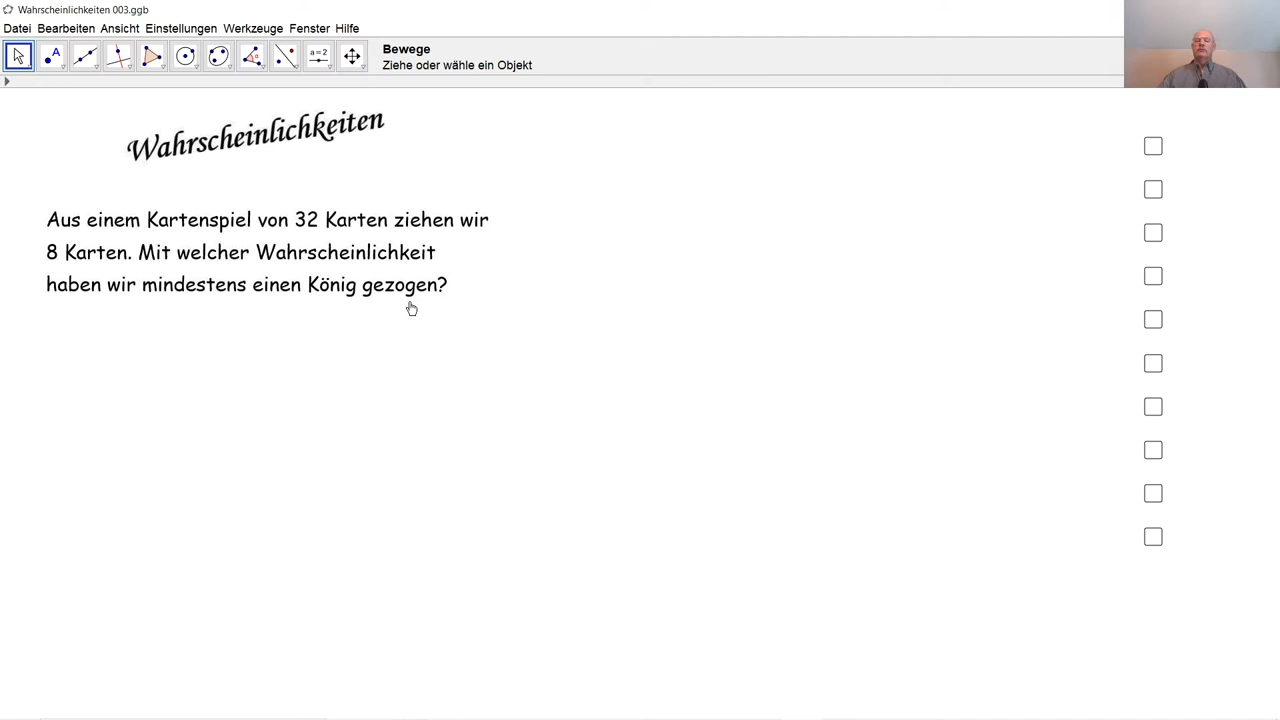 Wahrscheinlichkeiten 003.ggb
Datei Bearbeiten Ansicht Einstellungen Werkzeuge Fenster Hilfe
A
α
a=2
Bewege
Ziehe oder wähle ein Objekt
Wahrscheinlichkeiten
Aus einem Kartenspiel von 32 Karten ziehen wir
8 Karten. Mit welcher Wahrscheinlichkeit
haben wir mindestens einen König gezogen?